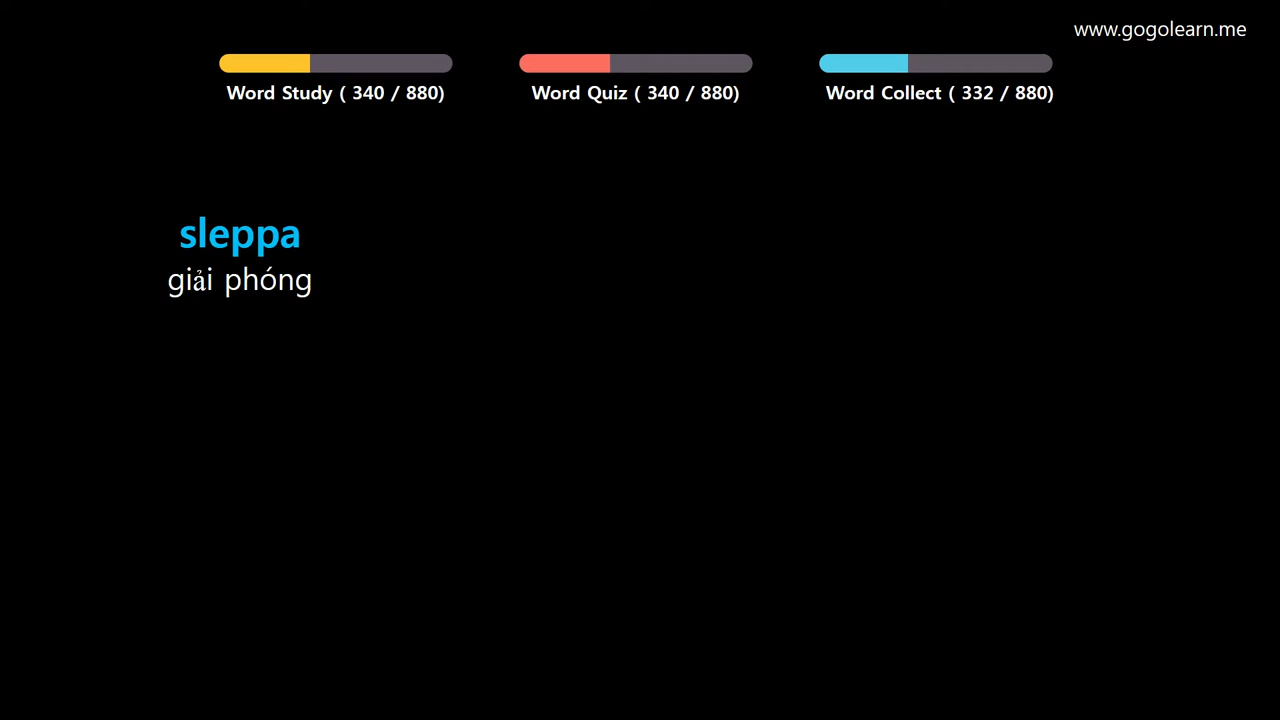 www.gogolearn.me
Word Study ( 340 / 880)
Word Quiz ( 340 / 880)
Word Collect ( 332 / 880)
sleppa
giải phóng